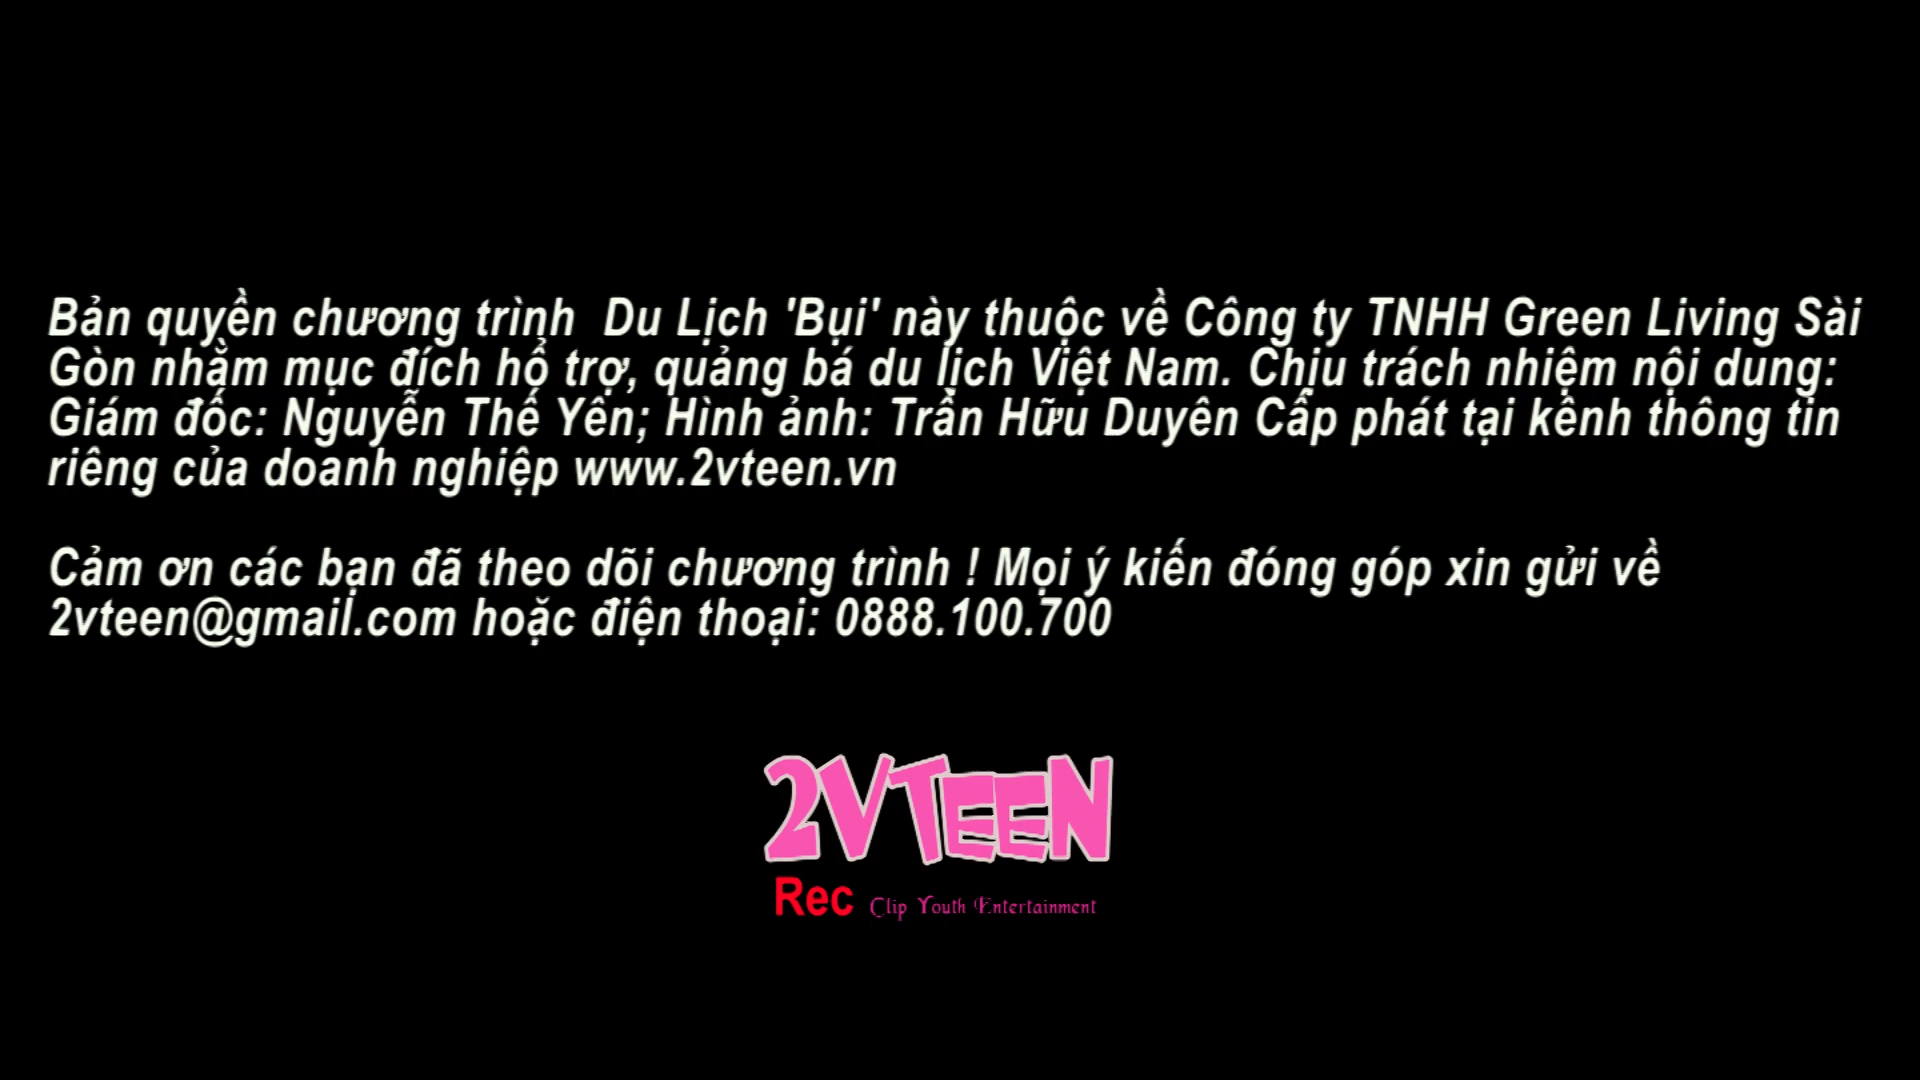 Bản quyền chương trình  Du Lịch 'Bụi' này thuộc về Công ty TNHH Green Living Sài
Gòn nhằm mục đích hổ trợ, quảng bá du lịch Việt Nam. Chịu trách nhiệm nội dung:
Giám đốc: Nguyễn Thế Yên; Hình ảnh: Trần Hữu Duyên Cấp phát tại kênh thông tin
riêng của doanh nghiệp www.2vteen.vn
Cảm ơn các bạn đã theo dõi chương trình ! Mọi ý kiến đóng góp xin gửi về
2vteen@gmail.com hoặc điện thoại: 0888.100.700
2VTEEN
Rec Clip Youth Entertainment